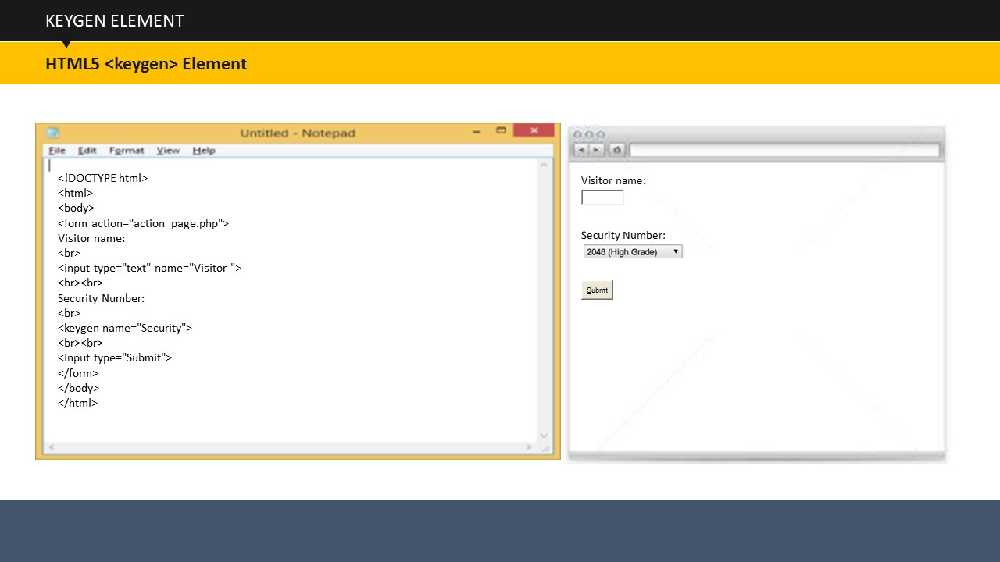 KEYGEN ELEMENT
HTML5 <keygen> Element
Untitled - Notepad
File Edit Format View Help
<!DOCTYPE html>
<html>
<body>
<form action="action_page.php">
Visitor name:
<br>
<input type="text" name="Visitor ">
<br><br>
Security Number:
<br>
<keygen name="Security">
<br><br>
<input type="Submit">
</form>
</body>
</html>
Visitor name:
Security Number:
2048 (High Grade)
Submit